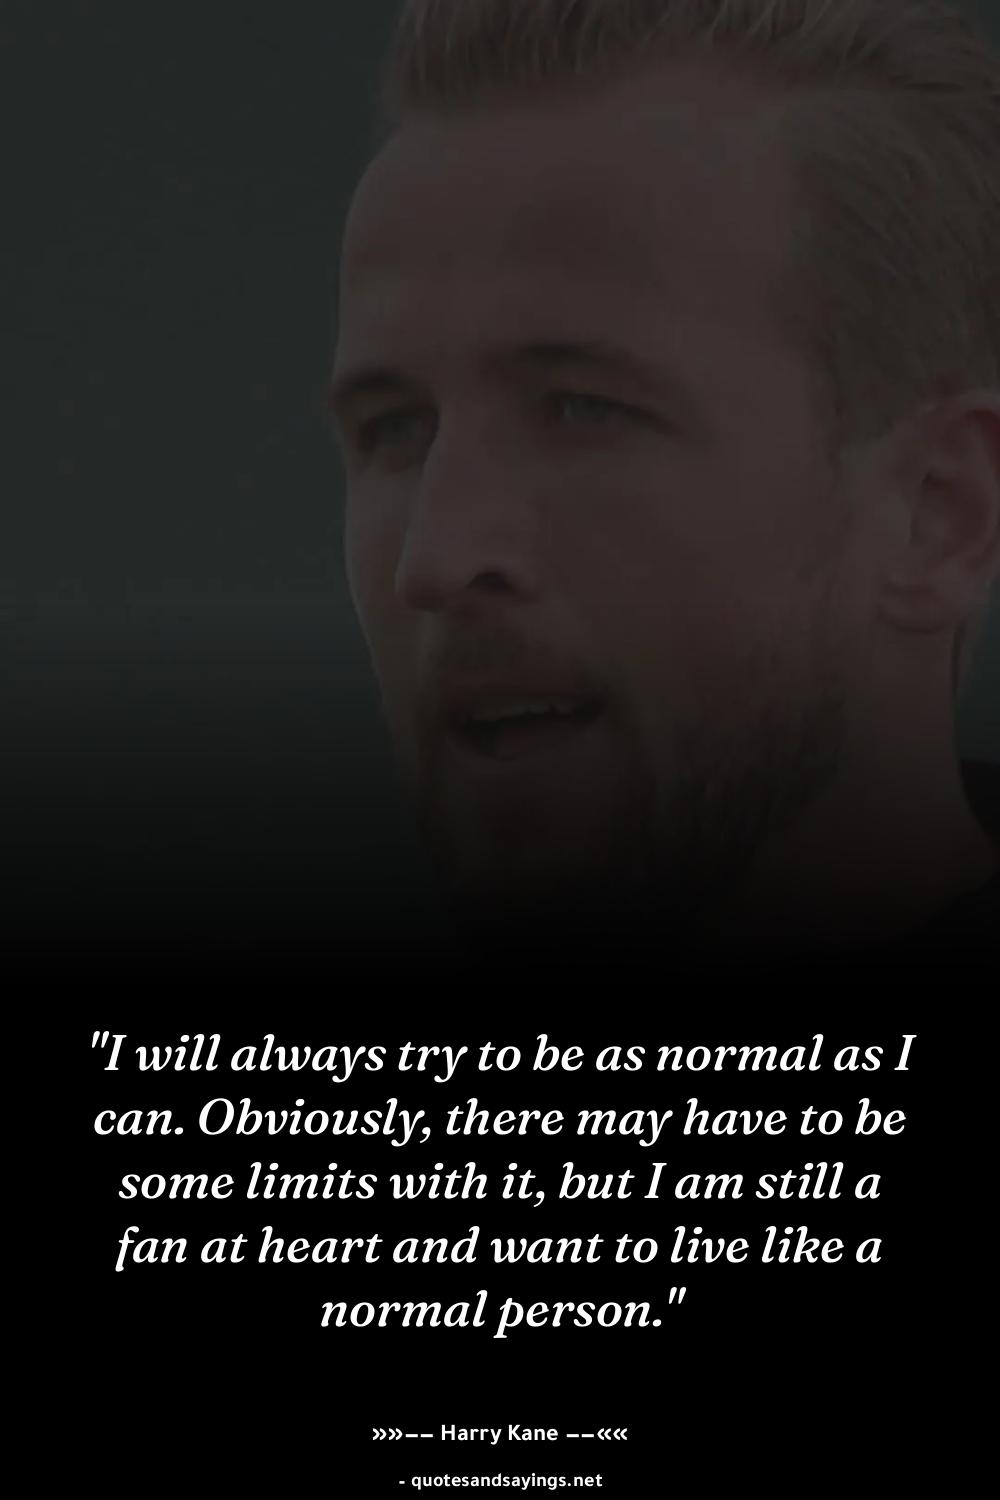 "I will always try to be as normal as I
can. Obviously, there may have to be
some limits with it, but I am still a
fan at heart and want to live like a
normal person."
»»-- Harry Kane --««
- quotesandsayings.net